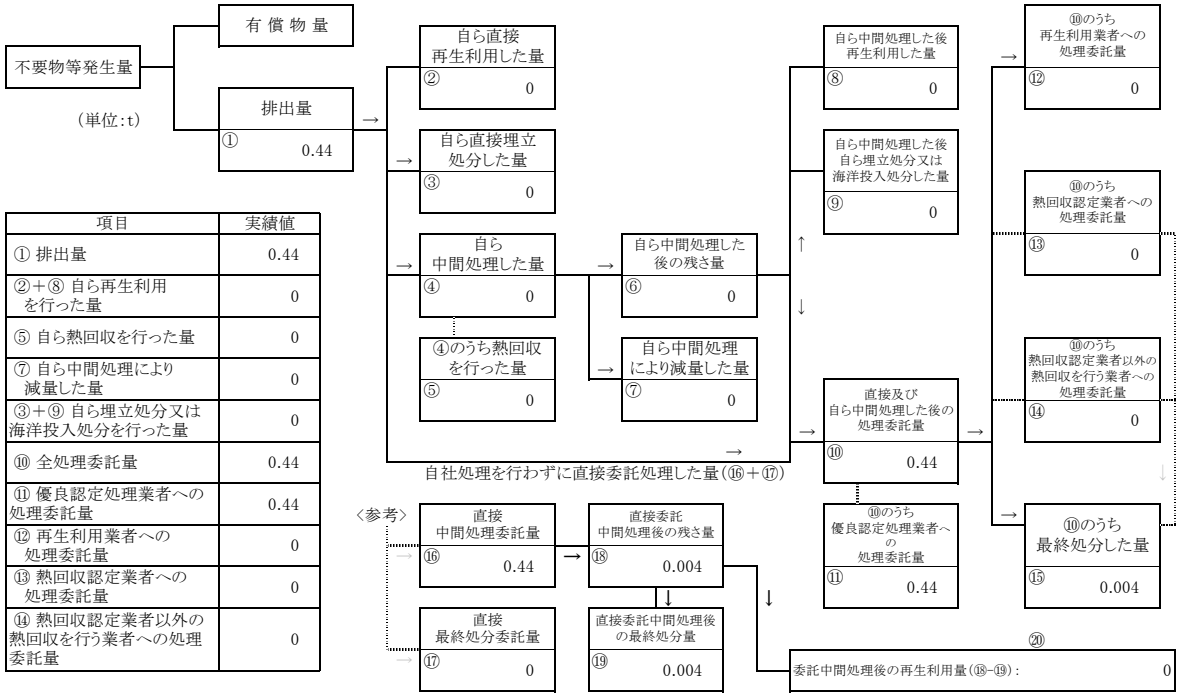 不要物等発生量
(単位:t)
有 償 物 量
排出量
①
0.44
→
自ら直接
再生利用した量
②
0
→
自ら直接埋立
処分した量
③
0
→
自ら
中間処理した量
④
0
④のうち熱回収
を行った量
⑤
0
→
自ら中間処理した
後の残さ量
⑥
0
→
自ら中間処理
により減量した量
⑦
0
自ら中間処理した後
再生利用した量
⑧
0
自ら中間処理した後
自ら埋立処分又は
海洋投入処分した量
⑨
0
↑
↓
→
自社処理を行わずに直接委託処理した量(⑯+⑰)
→
直接及び
自ら中間処理した後の
処理委託量
⑩
0.44
⑩のうち
優良認定処理業者へ
の
処理委託量
⑪
0.44
→
→
⑩のうち
再生利用業者への
処理委託量
⑫
0
⑩のうち
熱回収認定業者への
処理委託量
⑬
0
⑩のうち
熱回収認定業者以外の
熱回収を行う業者への
処理委託量
⑭
0
↓
→
⑩のうち
最終処分した量
⑮
0.004
項目 実績値
① 排出量 0.44
②+⑧ 自ら再生利用
を行った量 0
⑤ 自ら熱回収を行った量 0
⑦ 自ら中間処理により
減量した量 0
③+⑨ 自ら埋立処分又は
海洋投入処分を行った量 0
⑩ 全処理委託量 0.44
⑪ 優良認定処理業者への
処理委託量 0.44
⑫ 再生利用業者への
処理委託量 0
⑬ 熱回収認定業者への
処理委託量 0
⑭ 熱回収認定業者以外の
熱回収を行う業者への処理
委託量 0
〈参考〉
→
直接
中間処理委託量
⑯
0.44
→
直接委託
中間処理後の残さ量
⑱
0.004
↓
↓
→
直接
最終処分委託量
⑰
0
直接委託中間処理後
の最終処分量
⑲
0.004
⑳
委託中間処理後の再生利用量(⑱-⑲): 0